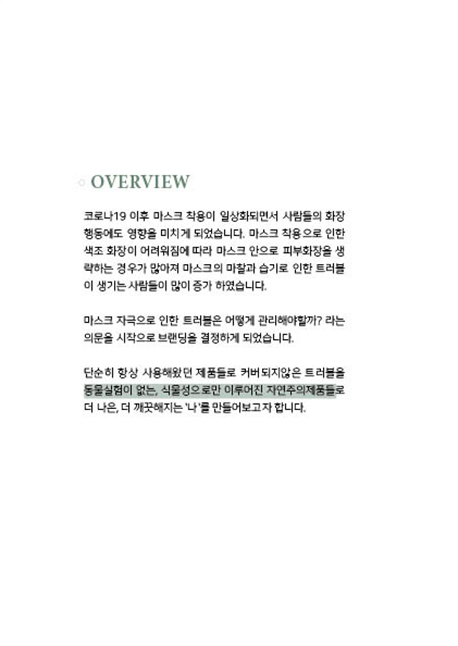 OVERVIEW
코로나19 이후 마스크 착용이 일상화되면서 사람들의 화장
행동에도 영향을 미치게 되었습니다. 마스크 착용으로 인한
색조 화장이 어려워짐에 따라 마스크 안으로 피부화장을 생
략하는 경우가 많아져 마스크의 마찰과 습기로 인한 트러블
이 생기는 사람들이 많이 증가 하였습니다.
마스크 자극으로 인한 트러블은 어떻게 관리해야할까? 라는
의문을 시작으로 브랜딩을 결정하게 되었습니다.
단순히 항상 사용해왔던 제품들로 커버되지않은 트러블을
동물실험이 없는, 식물성으로만 이루어진 자연주의제품들로
더 나은, 더 깨끗해지는 '나'를 만들어보고자 합니다.